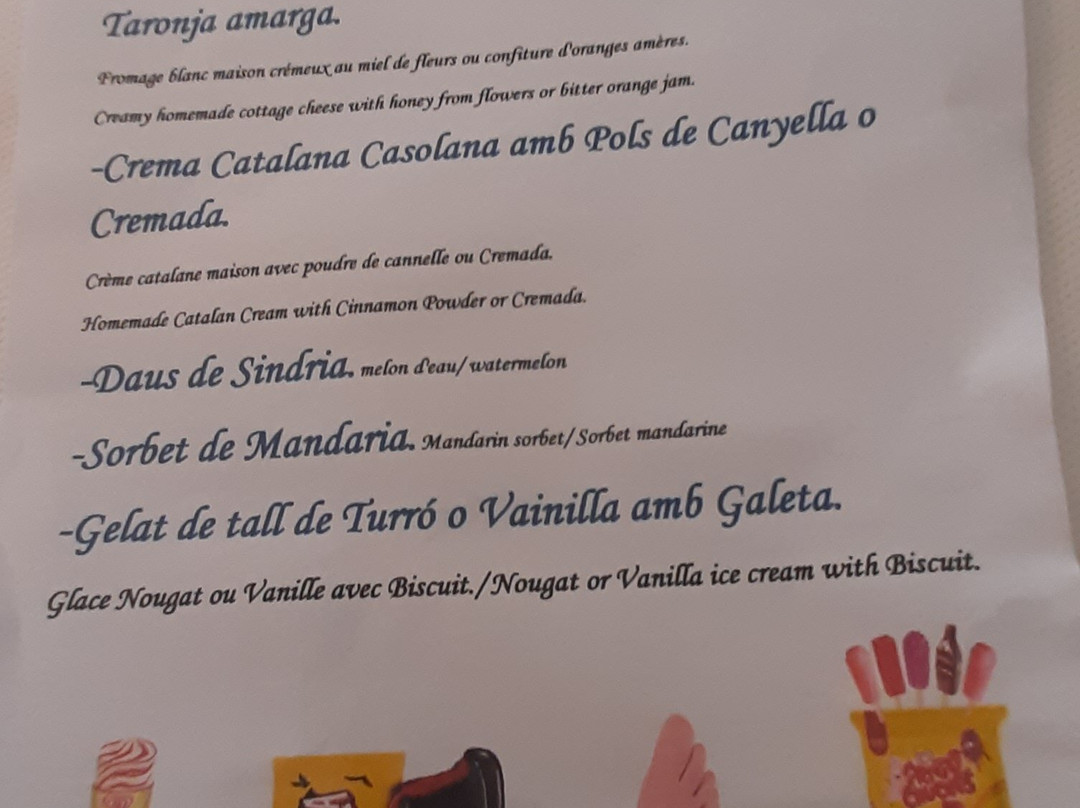 Taronja amarga.
Fromage blanc maison crémeux au miel de fleurs ou confiture d'oranges amères.
Creamy homemade cottage cheese with honey from flowers or bitter orange jam.
-Crema Catalana Casolana amb Pols de Canyella o
Cremada.
Crème catalane maison avec poudre de cannelle ou Cremada.
Homemade Catalan Cream with Cinnamon Powder or Cremada.
-Daus de Sindria. melon d'eau/watermelon
-Sorbet de Mandaria. Mandarin sorbet/Sorbet mandarine
-Gelat de tall de Turró o Vainilla amb Galeta.
Glace Nougat ou Vanille avec Biscuit./Nougat or Vanilla ice cream with Biscuit.